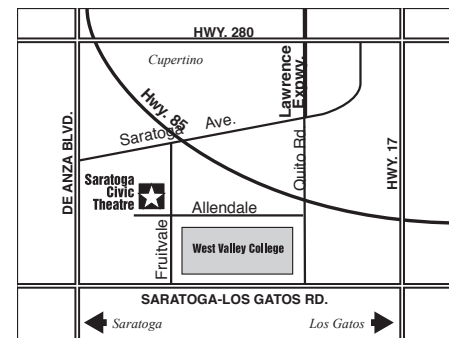 HWY. 280
Cupertino
Lawrence
Expwy.
Hwy. 85
Saratoga Ave.
DE ANZA BLVD.
Quito Rd
HWY. 17
Saratoga
Civic
Theatre
Allendale
Fruitvale
West Valley College
SARATOGA-LOS GATOS RD.
Saratoga
Los Gatos